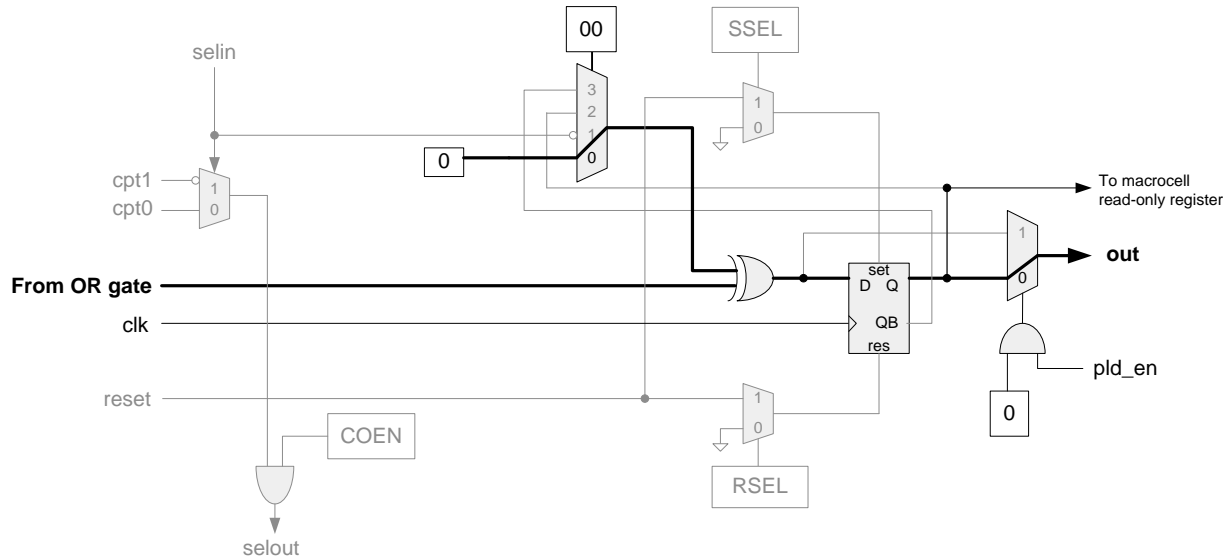 00
SSEL
selin
3
2
1
0
1
0
0
cpt1
cpt0
1
0
To macrocell
read-only register
1
0
out
From OR gate
set
D Q
QB
res
clk
pld_en
0
reset
1
0
COEN
RSEL
selout